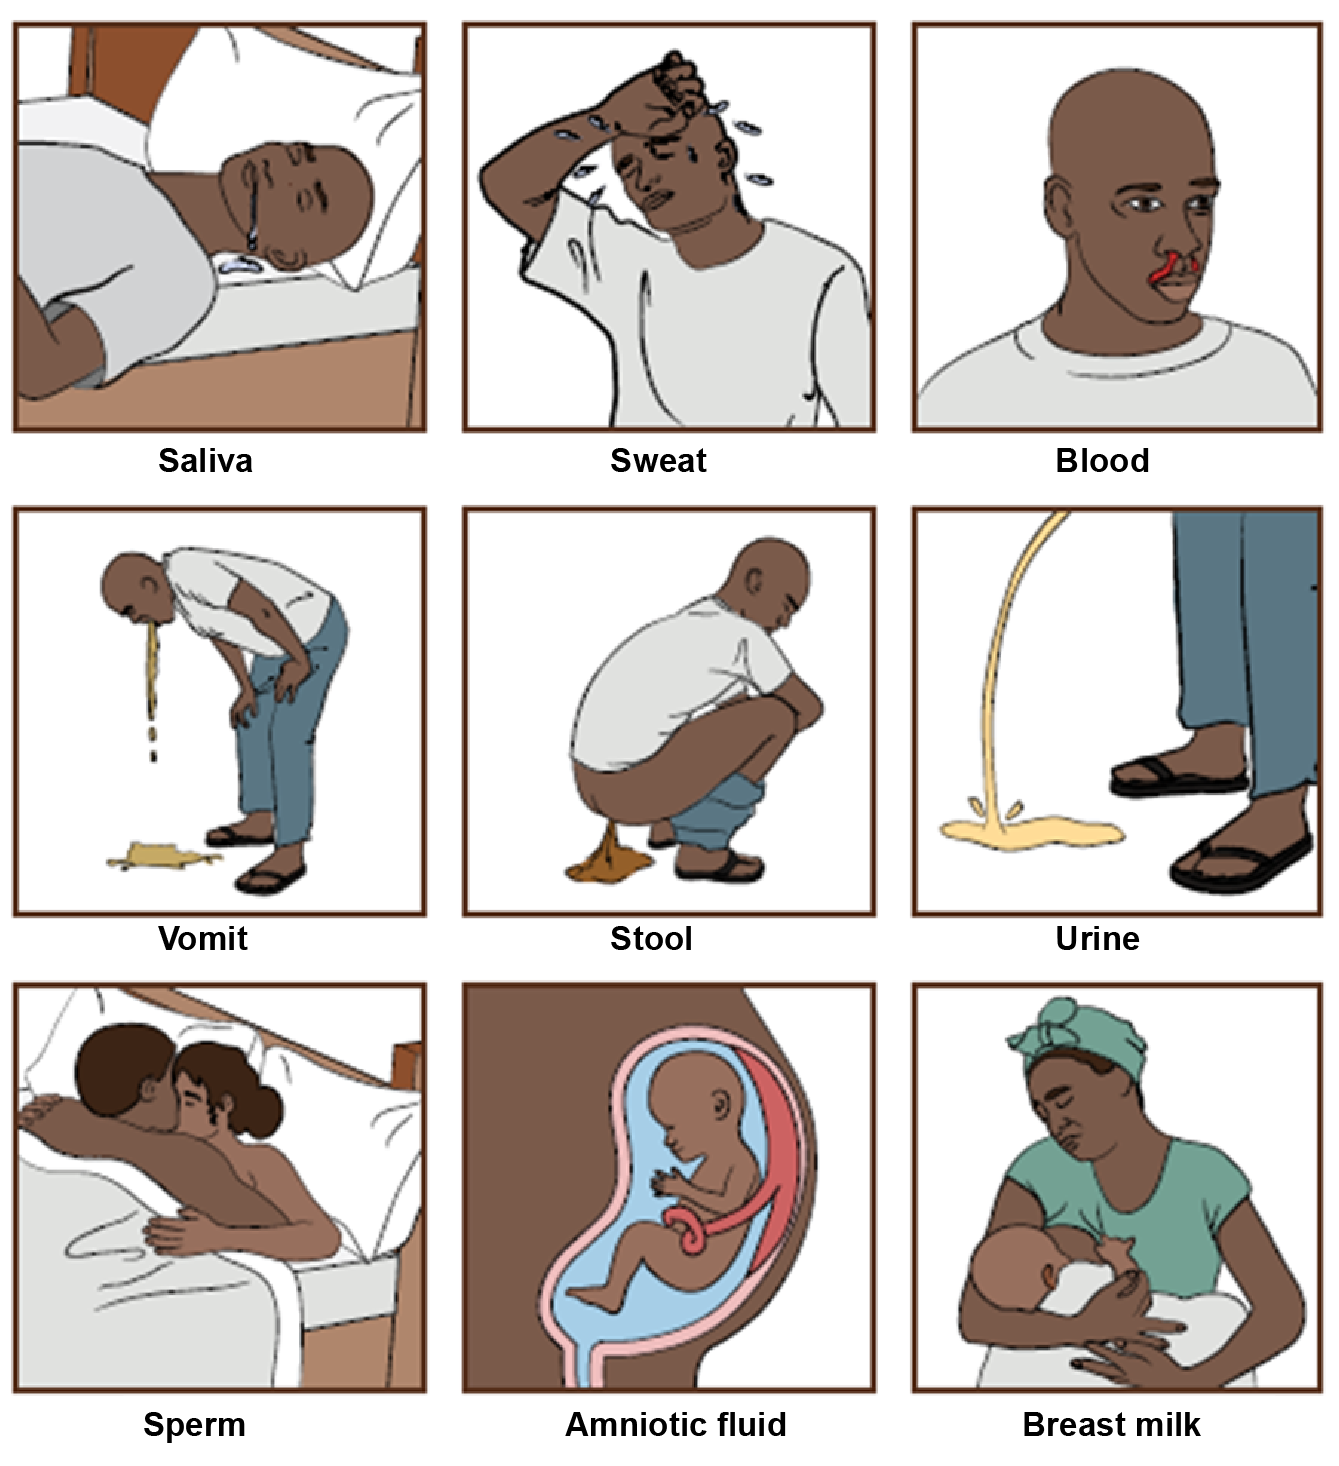 Saliva
Sweat
Blood
Vomit
Stool
Urine
Sperm
Amniotic fluid
Breast milk